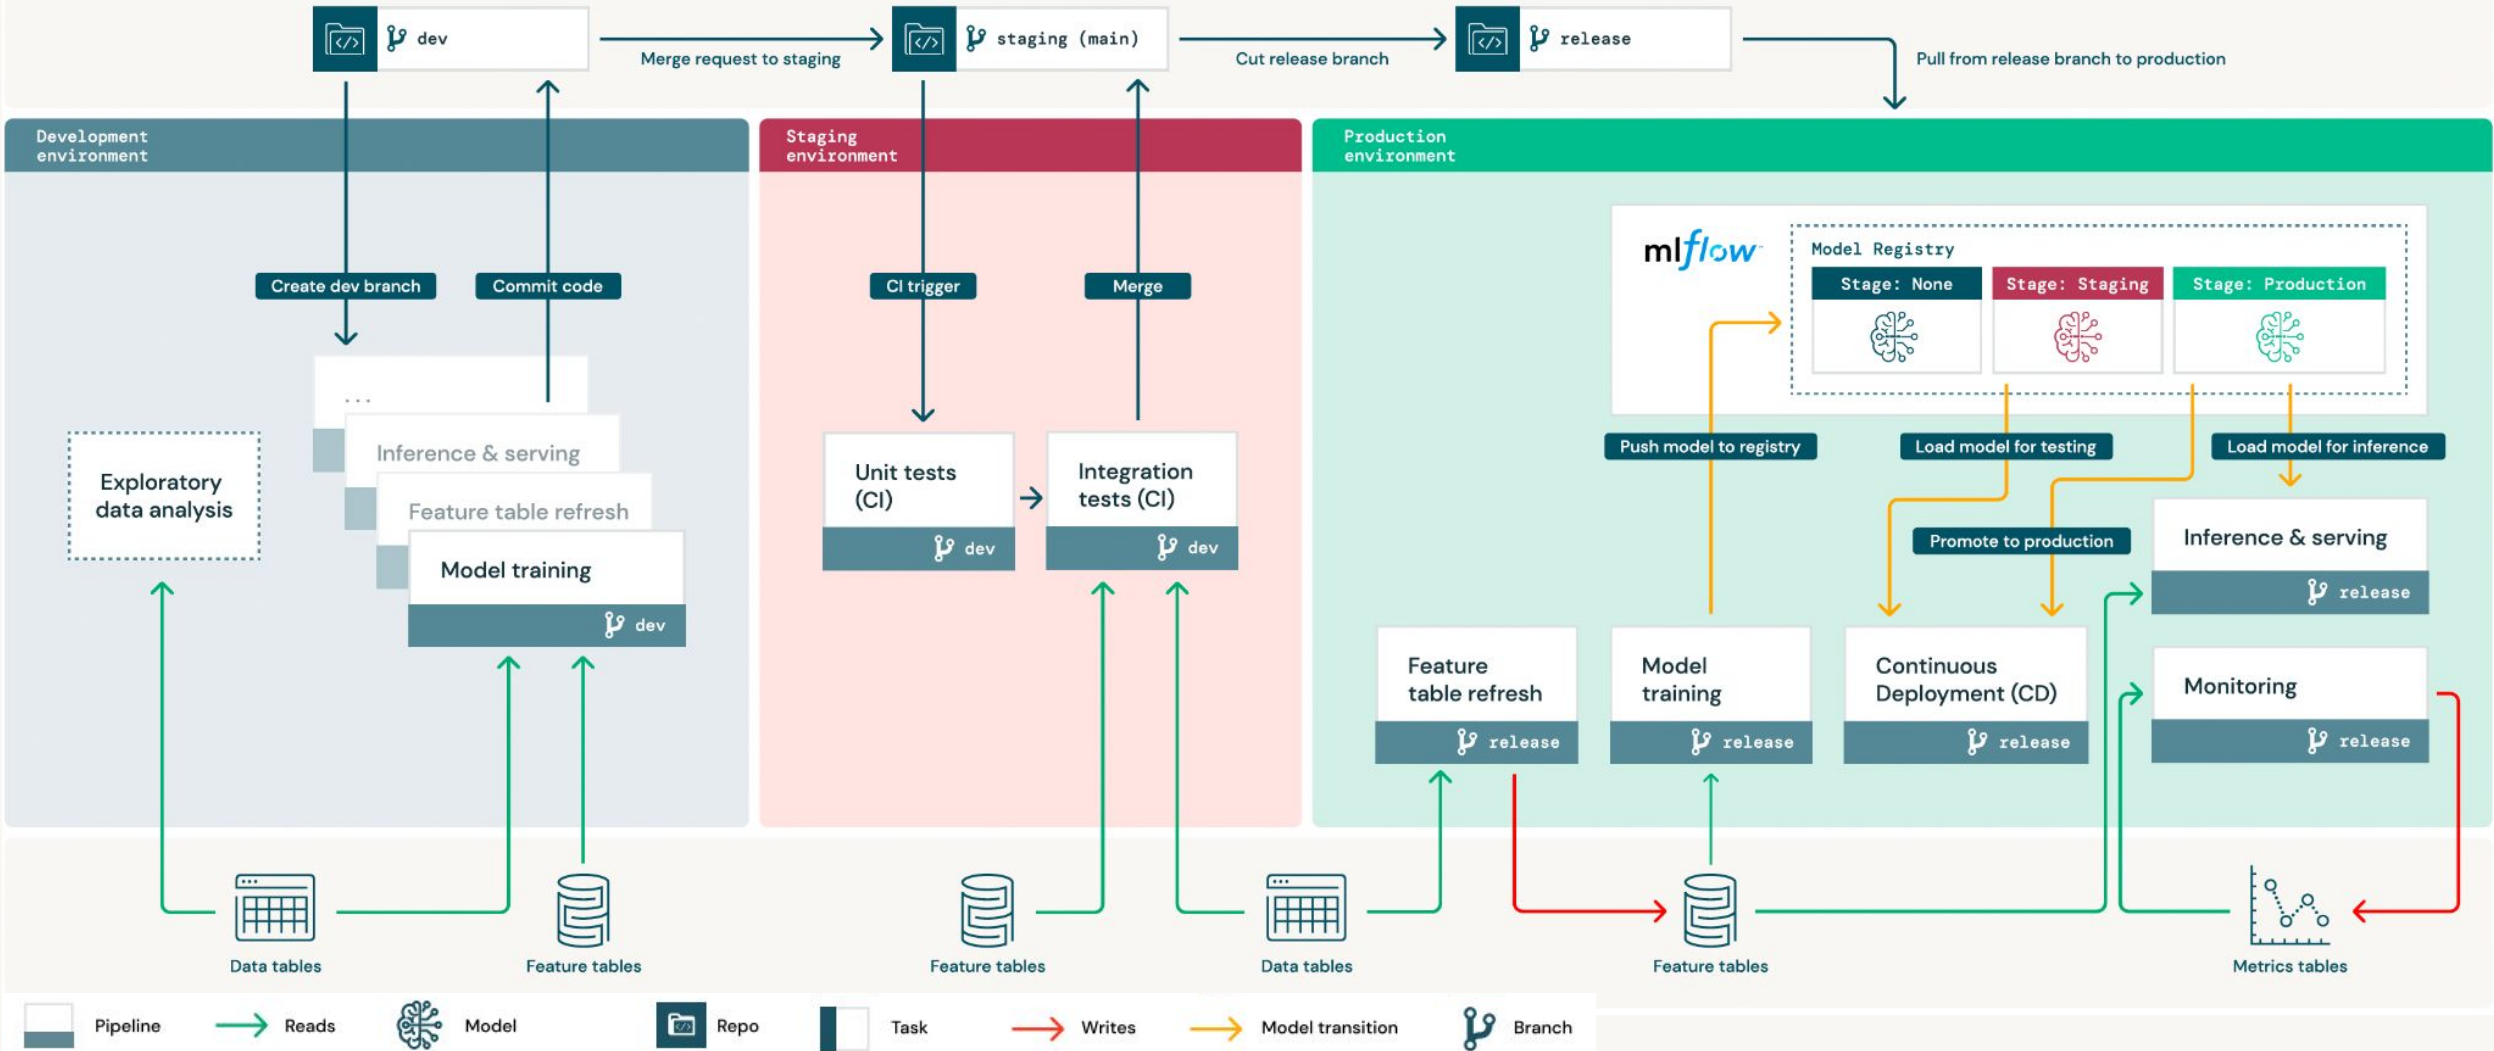 dev
Merge request to staging
staging (main)
Cut release branch
release
Pull from release branch to production
Development
environment
Create dev branch
Commit code
...
Inference & serving
Feature table refresh
Model training
dev
Exploratory
data analysis
Staging
environment
CI trigger
Merge
Unit tests
(CI)
dev
Integration
tests (CI)
dev
Production
environment
mlflow
Model Registry
Stage: None
Stage: Staging
Stage: Production
Push model to registry
Load model for testing
Load model for inference
Promote to production
Inference & serving
release
Feature
table refresh
release
Model
training
release
Continuous
Deployment (CD)
release
Monitoring
release
Data tables
Feature tables
Feature tables
Data tables
Feature tables
Metrics tables
Pipeline
Reads
Model
Repo
Task
Writes
Model transition
Branch